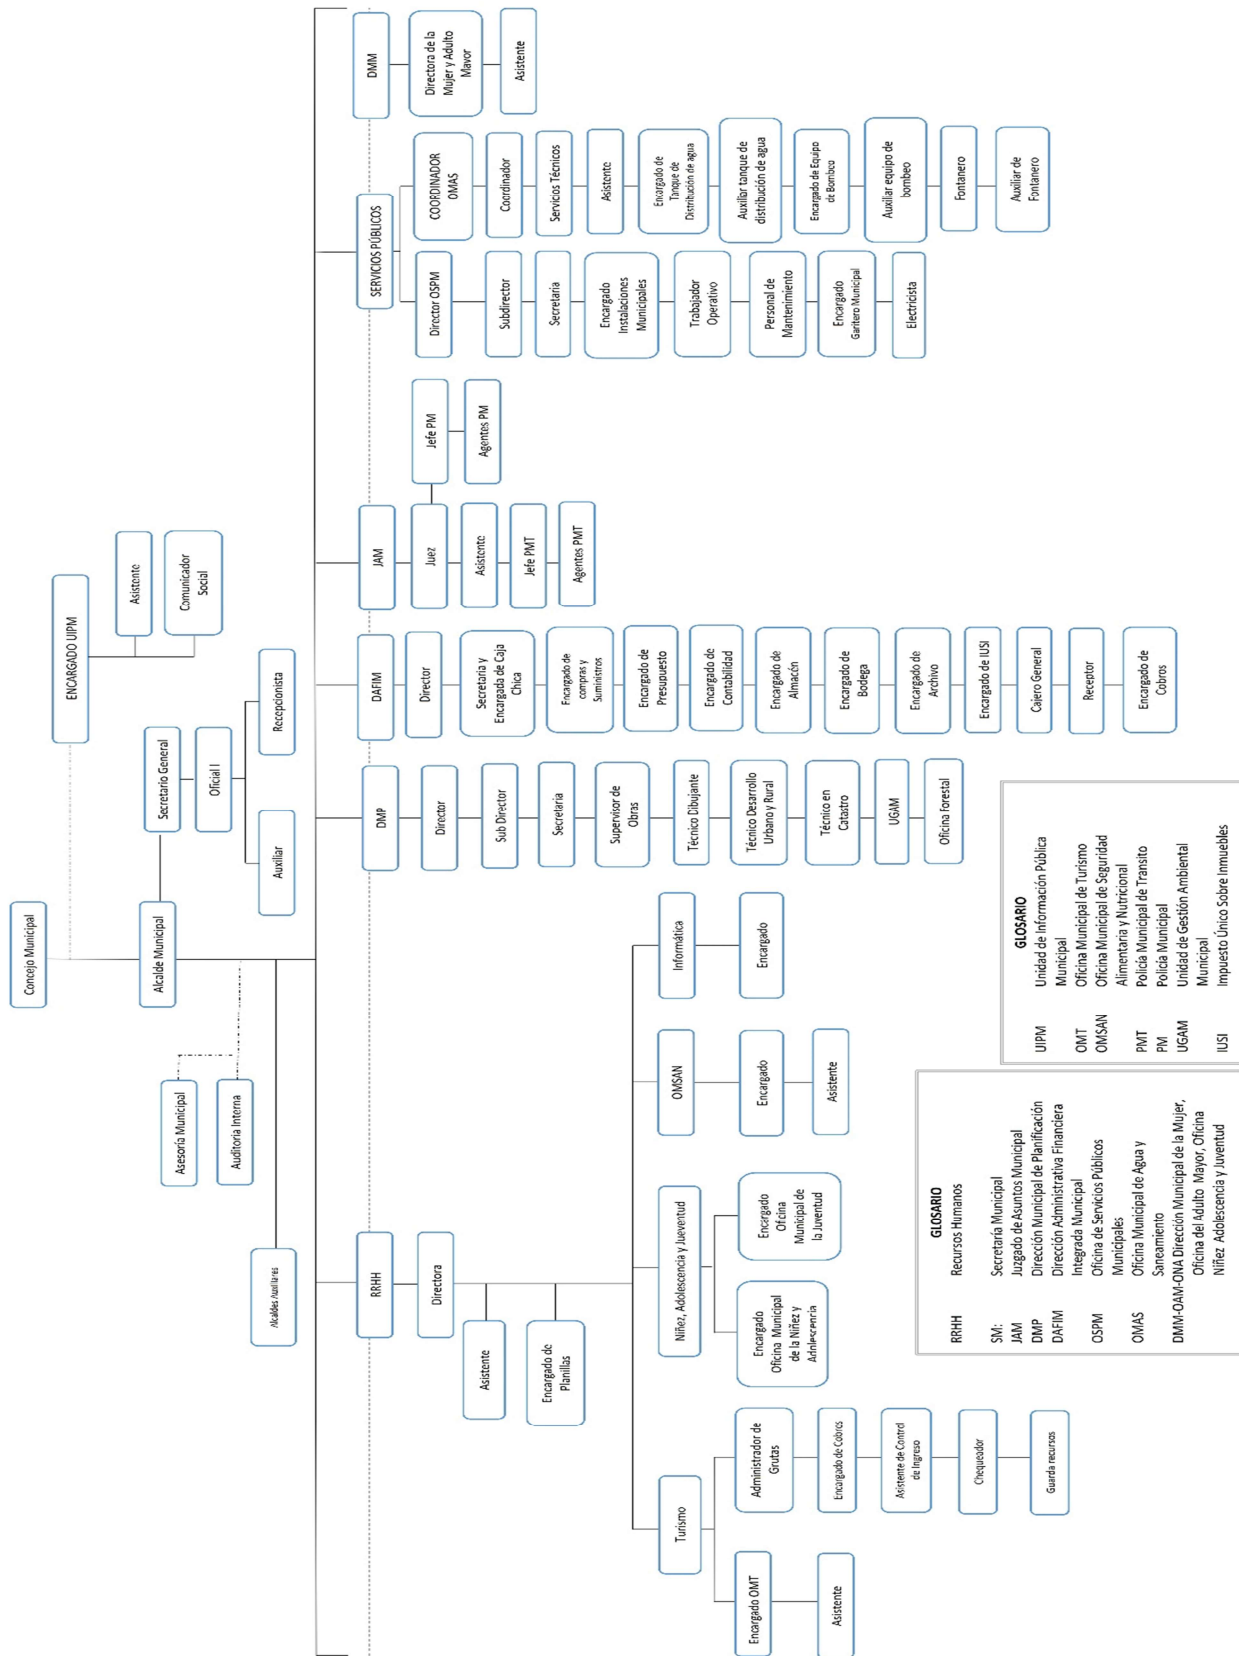 Concejo Municipal
ENCARGADO UIPM
Asistente
Comunicador
Social
Alcalde Municipal
Secretario General
Oficial I
Auxiliar
Recepcionista
Asesoría Municipal
Auditoria Interna
Alcaldes Auxiliares
RRHH
DMP
DAFIM
JAM
SERVICIOS PÚBLICOS
DMM
Directora
Asistente
Encargado de
Planillas
Turismo
Niñez, Adolescencia y Jueventud
OMSAN
Informática
Encargado OMT
Asistente
Administrador de
Grutas
Encargado de Cobros
Asistente de Control
de Ingreso
Chequeador
Guarda recursos
Encargado
Oficina Municipal
de la Niñez y
Adolescencia
Encargado
Oficina
Municipal de
la Juventud
Encargado
Asistente
Encargado
Director
Sub Director
Secretaria
Supervisor de
Obras
Técnico Dibujante
Técnico Desarrollo
Urbano y Rural
Técnico en
Catastro
UGAM
Oficina Forestal
Director
Secretaria y
Encargada de Caja
Chica
Encargado de
compras y
Suministros
Encargado de
Presupuesto
Encargado de
Contabilidad
Encargado de
Almacén
Encargado de
Bodega
Encargado de
Archivo
Encargado de IUSI
Cajero General
Receptor
Encargado de
Cobros
Juez
Asistente
Jefe PMT
Agentes PMT
Jefe PM
Agentes PM
Director OSPM
Subdirector
Secretaria
Encargado
Instalaciones
Municipales
Trabajador
Operativo
Personal de
Mantenimiento
Encargado
Garitero Municipal
Electricista
COORDINADOR
OMAS
Coordinador
Servicios Técnicos
Asistente
Encargado de
Tanque de
Distribución de agua
Auxiliar tanque de
distribución de agua
Encargado de Equipo
de Bombeo
Auxiliar equipo de
bombeo
Fontanero
Auxiliar de
Fontanero
Directora de la
Mujer y Adulto
Mayor
Asistente
GLOSARIO
RRHH Recursos Humanos
SM: Secretaría Municipal
JAM Juzgado de Asuntos Municipal
DMP Dirección Municipal de Planificación
DAFIM Dirección Administrativa Financiera
Integrada Municipal
OSPM Oficina de Servicios Públicos
Municipales
OMAS Oficina Municipal de Agua y
Saneamiento
DMM-OAM-ONA Dirección Municipal de la Mujer,
Oficina del Adulto Mayor, Oficina
Niñez Adolescencia y Juventud
GLOSARIO
UIPM Unidad de Información Pública
Municipal
OMT Oficina Municipal de Turismo
OMSAN Oficina Municipal de Seguridad
Alimentaria y Nutricional
PMT Policía Municipal de Transito
PM Policía Municipal
UGAM Unidad de Gestión Ambiental
Municipal
IUSI Impuesto Único Sobre Inmuebles